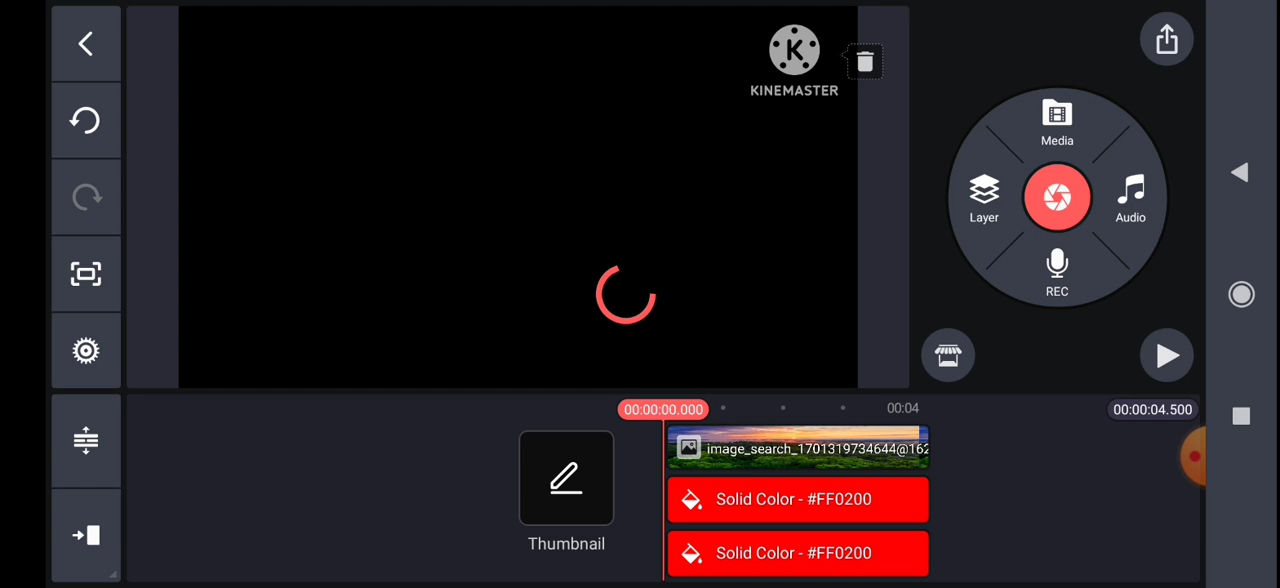 KINEMASTER
Media
Layer
Audio
REC
00:00:00.000
00:04
00:00:04.500
image_search_1701319734644@162
Solid Color - #FF0200
Solid Color - #FF0200
Thumbnail